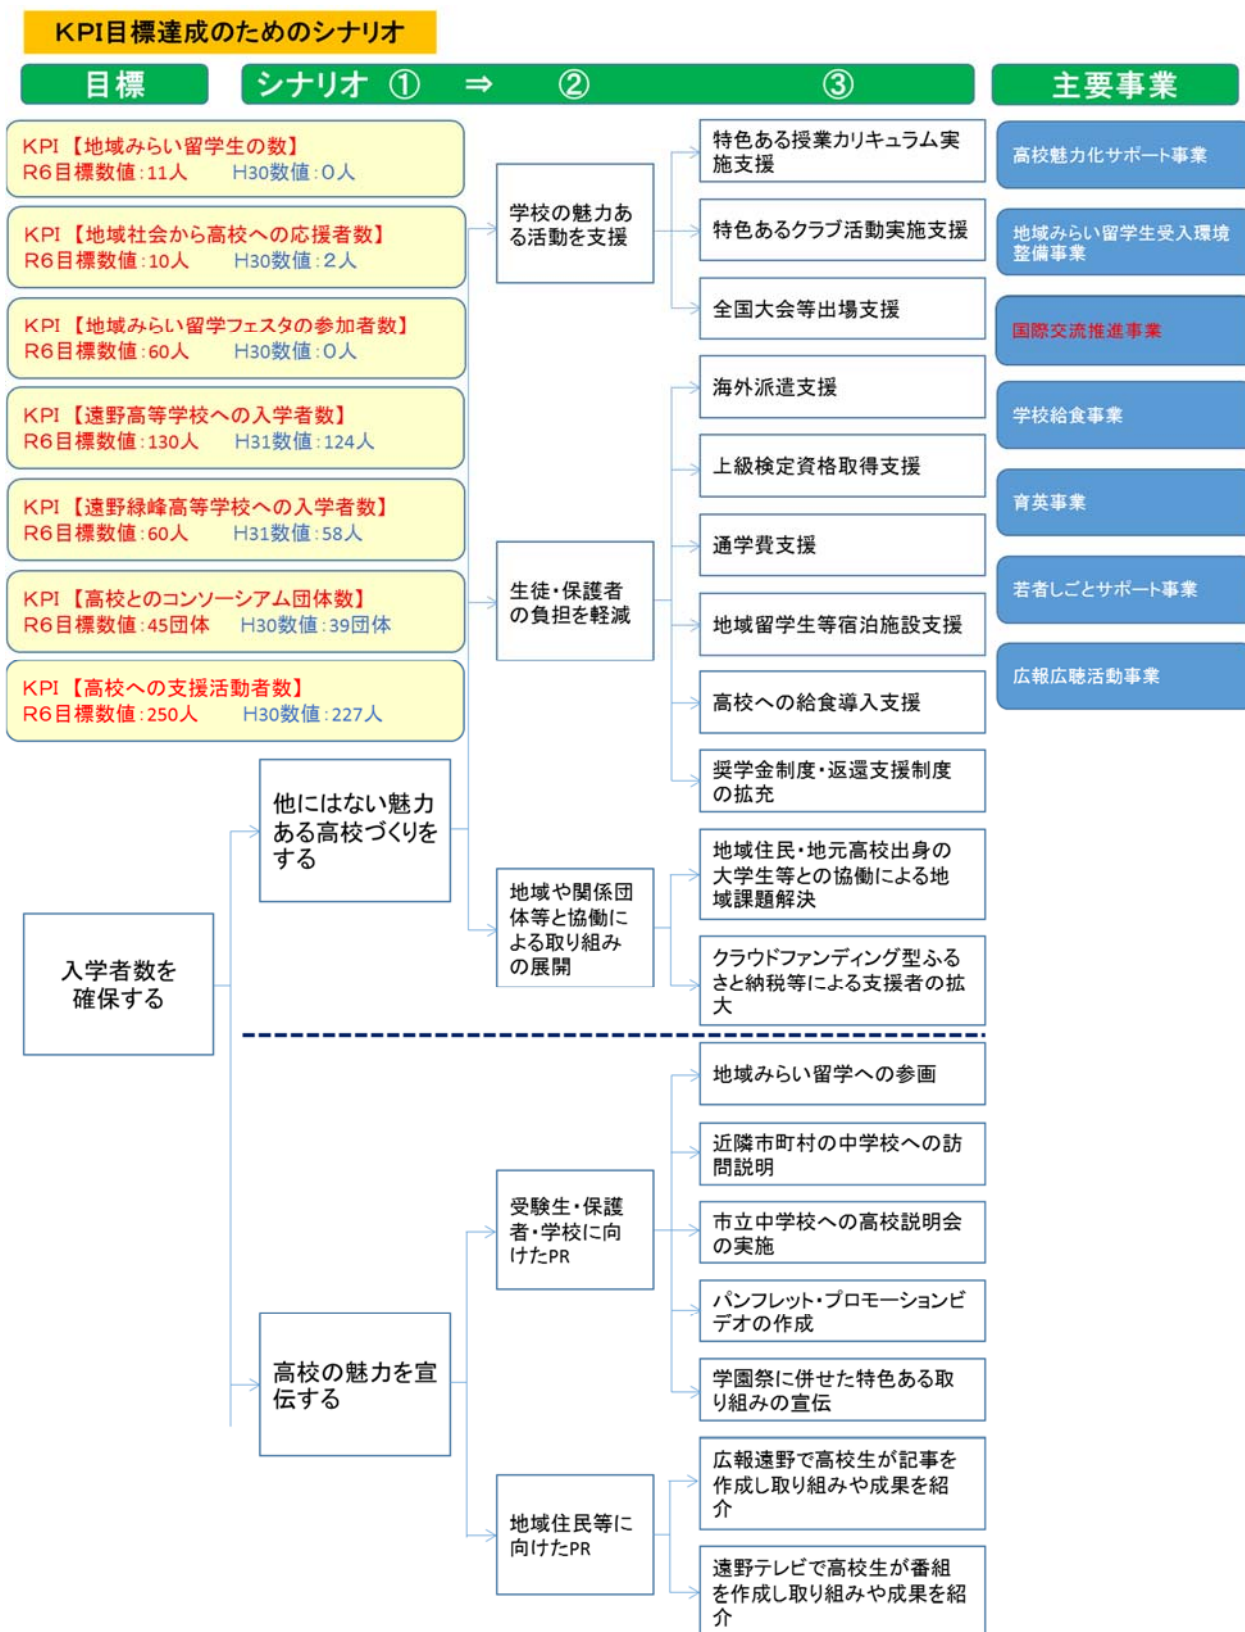 KPI目標達成のためのシナリオ
目標
シナリオ ① ⇒ ② ③
主要事業
KPI 【地域みらい留学生の数】
R6目標数値：11人 H30数値：0人
KPI 【地域社会から高校への応援者数】
R6目標数値：10人 H30数値：2人
KPI 【地域みらい留学フェスタの参加者数】
R6目標数値：60人 H30数値：0人
KPI 【遠野高等学校への入学者数】
R6目標数値：130人 H31数値：124人
KPI 【遠野緑峰高等学校への入学者数】
R6目標数値：60人 H31数値：58人
KPI 【高校とのコンソーシアム団体数】
R6目標数値：45団体 H30数値：39団体
KPI 【高校への支援活動者数】
R6目標数値：250人 H30数値：227人
入学者数を
確保する
他にはない魅力
ある高校づくりを
する
高校の魅力を宣
伝する
学校の魅力あ
る活動を支援
生徒・保護者
の負担を軽減
地域や関係団
体等と協働に
よる取り組み
の展開
受験生・保護
者・学校に向
けたPR
地域住民等に
向けたPR
特色ある授業カリキュラム実
施支援
特色あるクラブ活動実施支援
全国大会等出場支援
海外派遣支援
上級検定資格取得支援
通学費支援
地域留学生等宿泊施設支援
高校への給食導入支援
奨学金制度・返還支援制度
の拡充
地域住民・地元高校出身の
大学生等との協働による地
域課題解決
クラウドファンディング型ふる
さと納税等による支援者の拡
大
地域みらい留学への参画
近隣市町村の中学校への訪
問説明
市立中学校への高校説明会
の実施
パンフレット・プロモーションビ
デオの作成
学園祭に併せた特色ある取
り組みの宣伝
広報遠野で高校生が記事を
作成し取り組みや成果を紹
介
遠野テレビで高校生が番組
を作成し取り組みや成果を紹
介
高校魅力化サポート事業
地域みらい留学生受入環境
整備事業
国際交流推進事業
学校給食事業
育英事業
若者しごとサポート事業
広報広聴活動事業